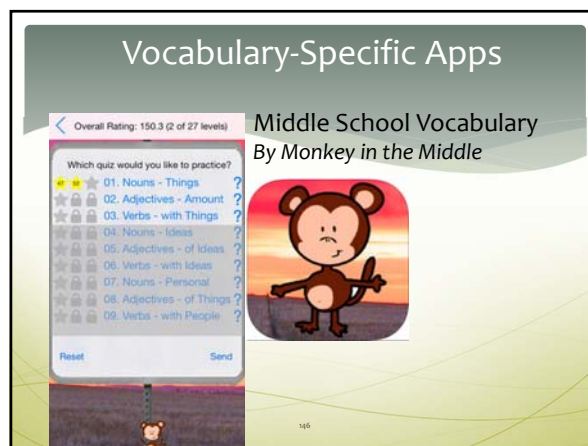 Vocabulary-Specific Apps
Overall Rating: 150.3 (2 of 27 levels)
Which quiz would you like to practice?
01. Nouns - Things ?
02. Adjectives - Amount ?
03. Verbs - with Things ?
04. Nouns - Ideas ?
05. Adjectives - of Ideas ?
06. Verbs - with Ideas ?
07. Nouns - Personal ?
08. Adjectives - of Things ?
09. Verbs - with People ?
Reset Send
Middle School Vocabulary
By Monkey in the Middle
146